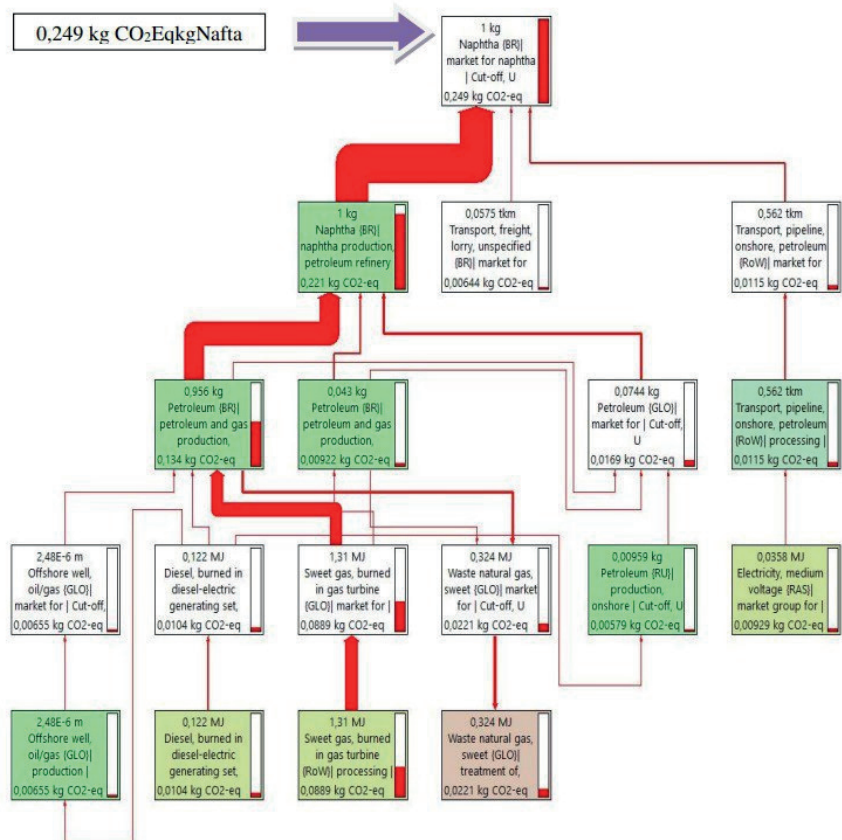 0,249 kg CO₂EqkgNafta
1 kg
Naphtha {BR}|
market for naphtha
| Cut-off, U
0,249 kg CO2-eq
1 kg
Naphtha {BR}|
naphtha production,
petroleum refinery
0,221 kg CO2-eq
0,0575 tkm
Transport, freight,
lorry, unspecified
{BR}| market for
0,00644 kg CO2-eq
0,562 tkm
Transport, pipeline,
onshore, petroleum
{RoW}| market for
0,0115 kg CO2-eq
0,956 kg
Petroleum {BR}|
petroleum and gas
production,
0,134 kg CO2-eq
0,043 kg
Petroleum {BR}|
petroleum and gas
production,
0,00922 kg CO2-eq
0,0744 kg
Petroleum {GLO}|
market for | Cut-off,
U
0,0169 kg CO2-eq
0,562 tkm
Transport, pipeline,
onshore, petroleum
{RoW}| processing |
0,0115 kg CO2-eq
2,48E-6 m
Offshore well,
oil/gas {GLO}|
market for | Cut-off,
0,00655 kg CO2-eq
0,122 MJ
Diesel, burned in
diesel-electric
generating set,
0,0104 kg CO2-eq
1,31 MJ
Sweet gas, burned
in gas turbine
{GLO}| market for |
0,0889 kg CO2-eq
0,324 MJ
Waste natural gas,
sweet {GLO}| market
for | Cut-off, U
0,0221 kg CO2-eq
0,00959 kg
Petroleum {RU}|
production,
onshore | Cut-off, U
0,00579 kg CO2-eq
0,0358 MJ
Electricity, medium
voltage {RAS}|
market group for |
0,00929 kg CO2-eq
2,48E-6 m
Offshore well,
oil/gas {GLO}|
production |
0,00655 kg CO2-eq
0,122 MJ
Diesel, burned in
diesel-electric
generating set,
0,0104 kg CO2-eq
1,31 MJ
Sweet gas, burned
in gas turbine
{RoW}| processing |
0,0889 kg CO2-eq
0,324 MJ
Waste natural gas,
sweet {GLO}|
treatment of,
0,0221 kg CO2-eq